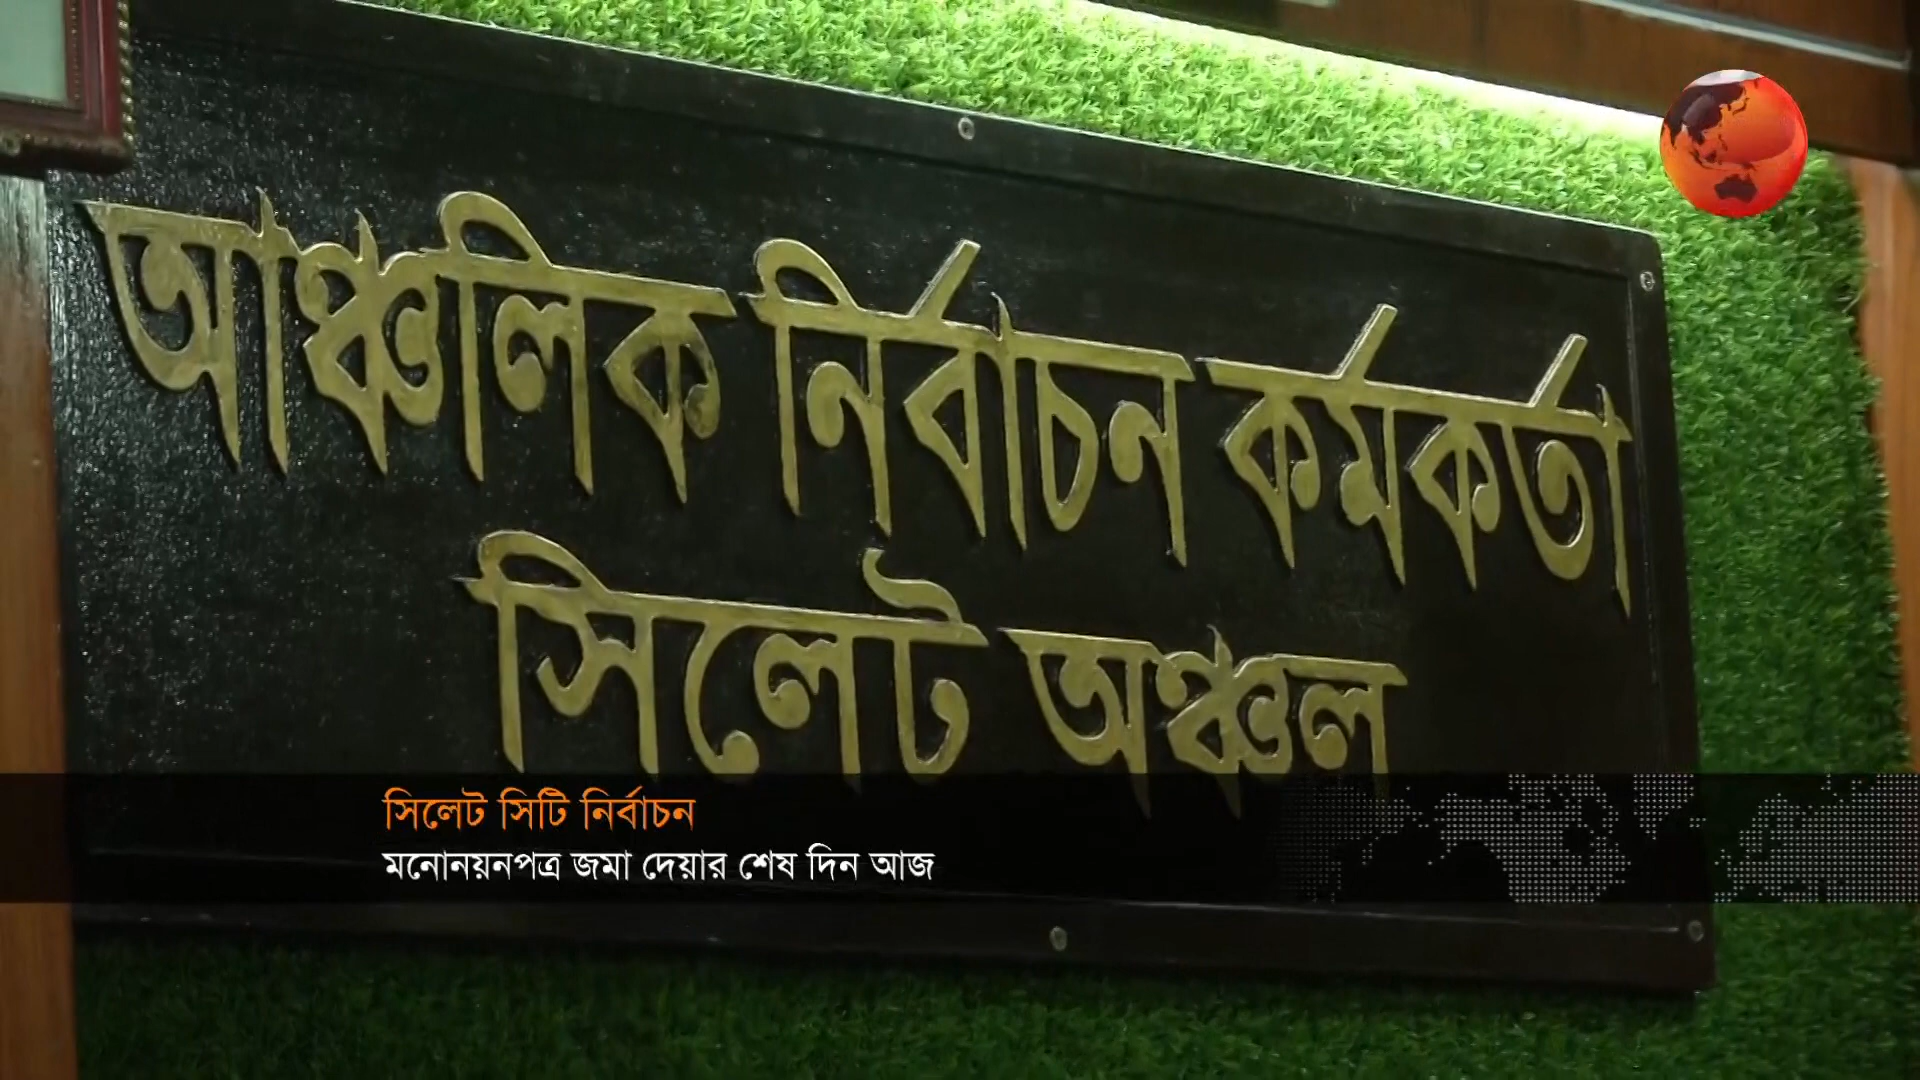 আঞ্চলিক নির্বাচন কর্মকর্তা
সিলেট অঞ্চল
সিলেট সিটি নির্বাচন
মনোনয়নপত্র জমা দেয়ার শেষ দিন আজ